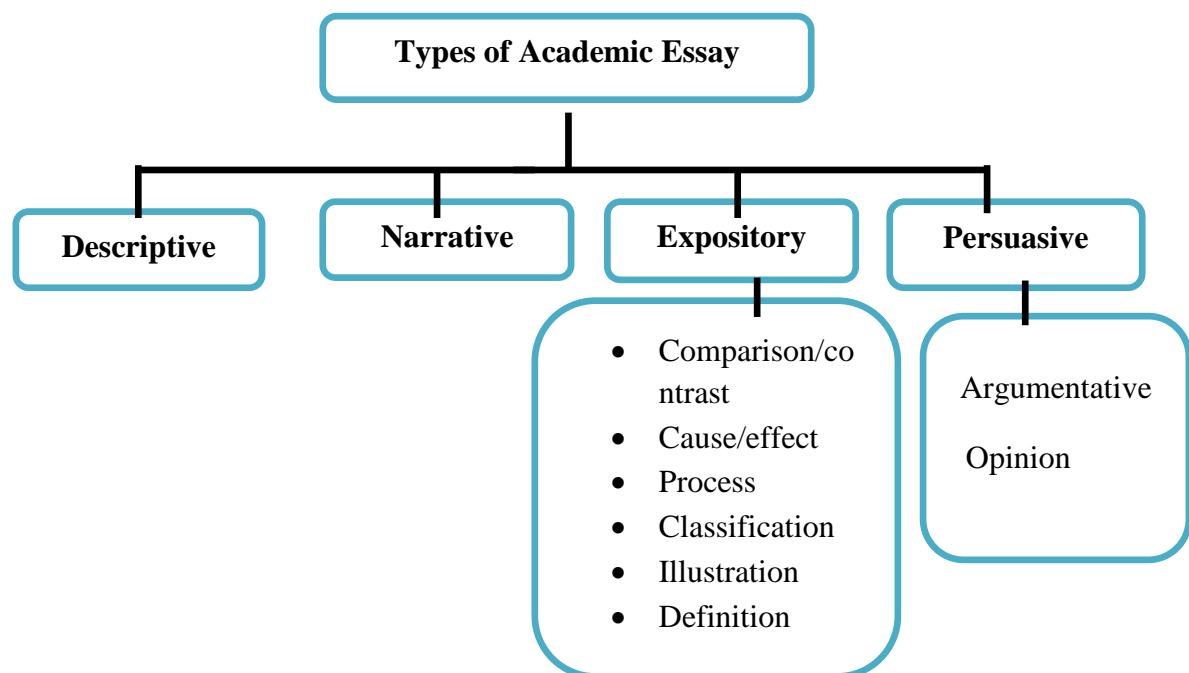 Types of Academic Essay
Descriptive
Narrative
Expository
Persuasive
• Comparison/co
ntrast
• Cause/effect
• Process
• Classification
• Illustration
• Definition
Argumentative
Opinion